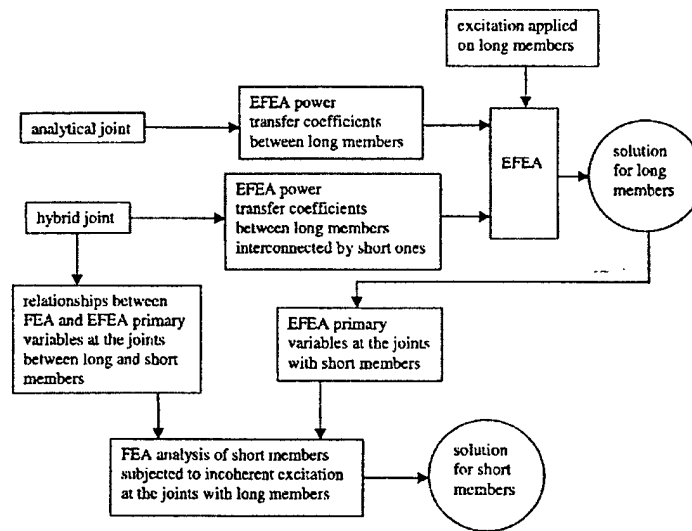 excitation applied
on long members
EFEA power
transfer coefficients
between long members
analytical joint
EFEA
solution
for long
members
EFEA power
transfer coefficients
between long members
interconnected by short ones
hybrid joint
relationships between
FEA and EFEA primary
variables at the joints
between long and short
members
EFEA primary
variables at the joints
with short members
FEA analysis of short members
subjected to incoherent excitation
at the joints with long members
solution
for short
members